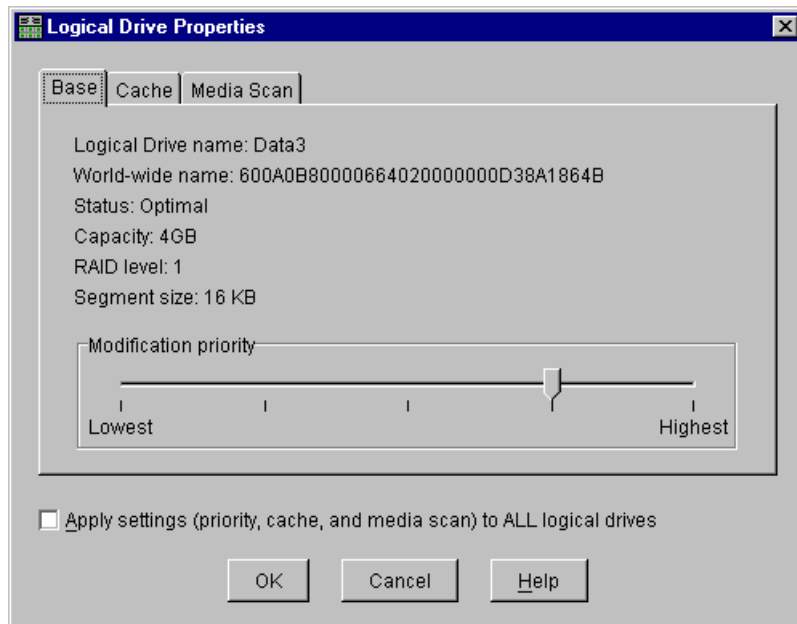 Logical Drive Properties
Base
Cache
Media Scan
Logical Drive name: Data3
World-wide name: 600A0B80000664020000000D38A1864B
Status: Optimal
Capacity: 4GB
RAID level: 1
Segment size: 16 KB
Modification priority
Lowest
Highest
Apply settings (priority, cache, and media scan) to ALL logical drives
OK
Cancel
Help